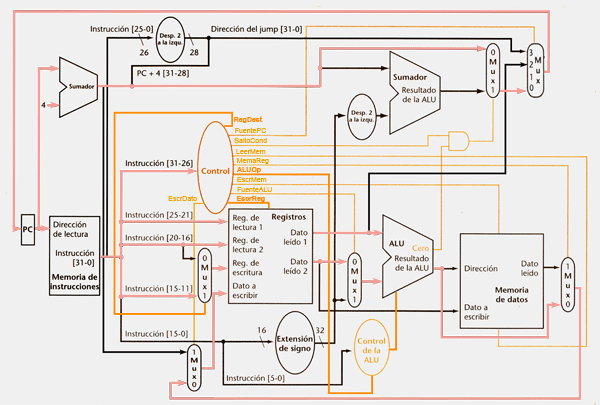 Instrucción [25-0]
Desp. 2
a la izqu.
Dirección del jump [31-0]
26
28
PC + 4 [31-28]
Sumador
4
0
M
u
x
1
3
2
1
0
M
u
x
Sumador
Resultado
de la ALU
Desp. 2
a la izqu.
RegDest
FuentePC
SaltoCond
LeerMem
MemaReg
ALUOp
EscrMem
FuenteALU
EscrReg
Control
EscrDato
Instrucción [31-26]
PC
Dirección
de lectura
Instrucción
[31-0]
Memoria de
instrucciones
Instrucción [25-21]
Instrucción [20-16]
Instrucción [15-11]
0
M
u
x
1
Registros
Reg. de
lectura 1
Reg. de
lectura 2
Reg. de
escritura
Dato a
escribir
Dato
leído 1
Dato
leído 2
0
M
u
x
1
ALU
Cero
Resultado
de la ALU
Dirección
Dato
leído
Memoria
de datos
Dato a
escribir
1
M
u
x
0
Instrucción [15-0]
16
Extensión
de signo
32
Control
de la
ALU
Instrucción [5-0]
1
M
u
x
0